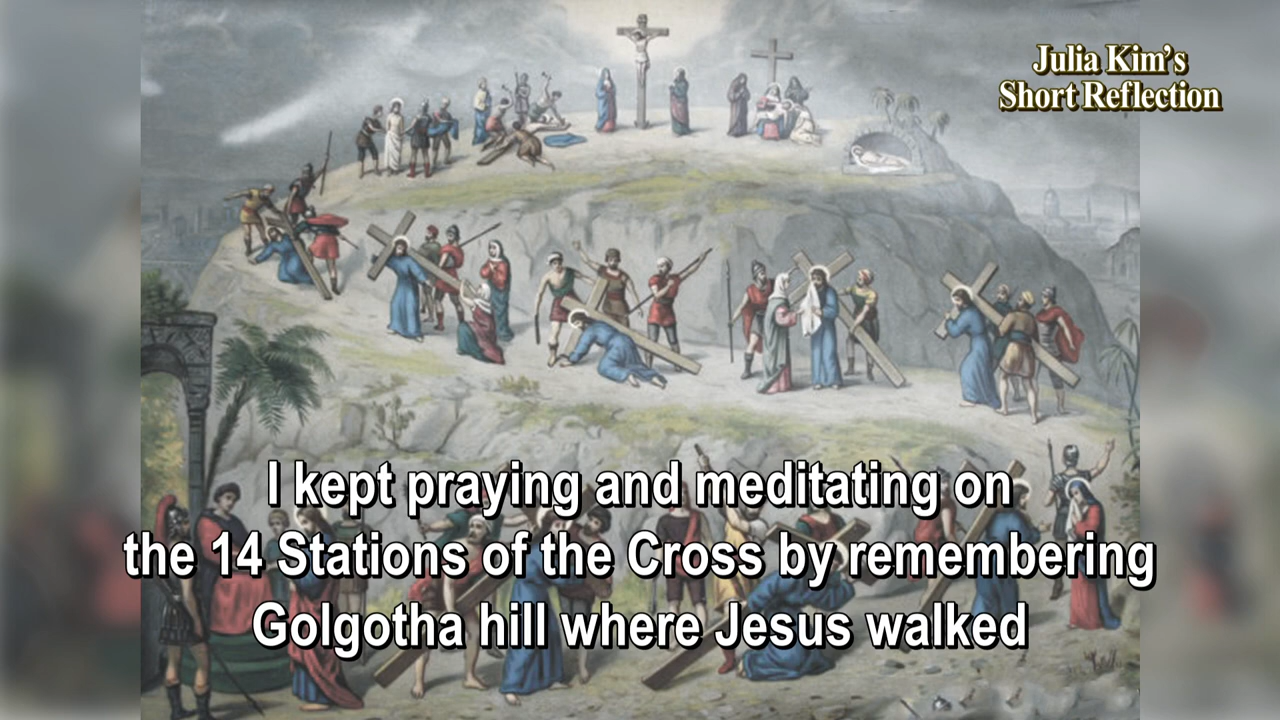 Julia Kim's
Short Reflection
I kept praying and meditating on
the 14 Stations of the Cross by remembering
Golgotha hill where Jesus walked